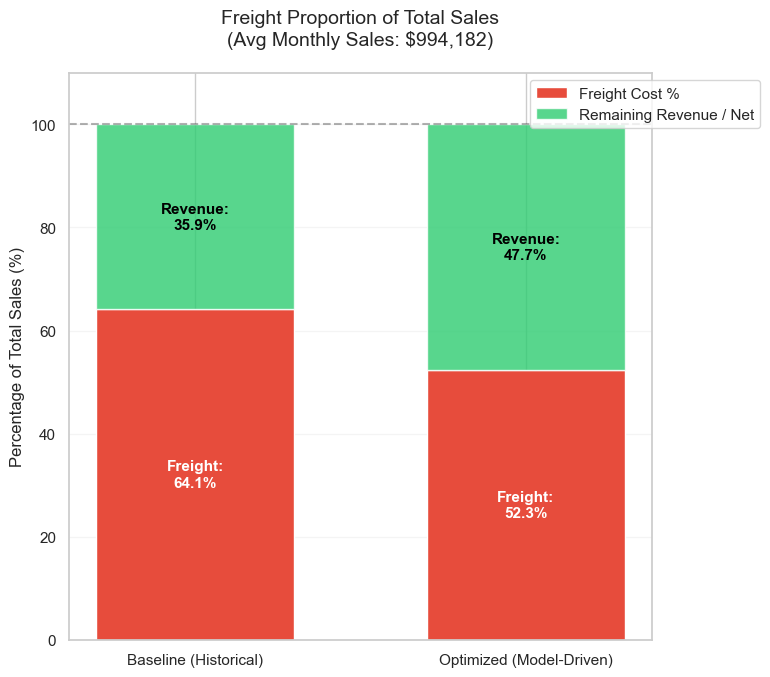 Freight Proportion of Total Sales
(Avg Monthly Sales: $994,182)
Freight Cost %
Remaining Revenue / Net
Percentage of Total Sales (%)
100
80
60
40
20
0
Revenue:
35.9%
Freight:
64.1%
Revenue:
47.7%
Freight:
52.3%
Baseline (Historical)
Optimized (Model-Driven)